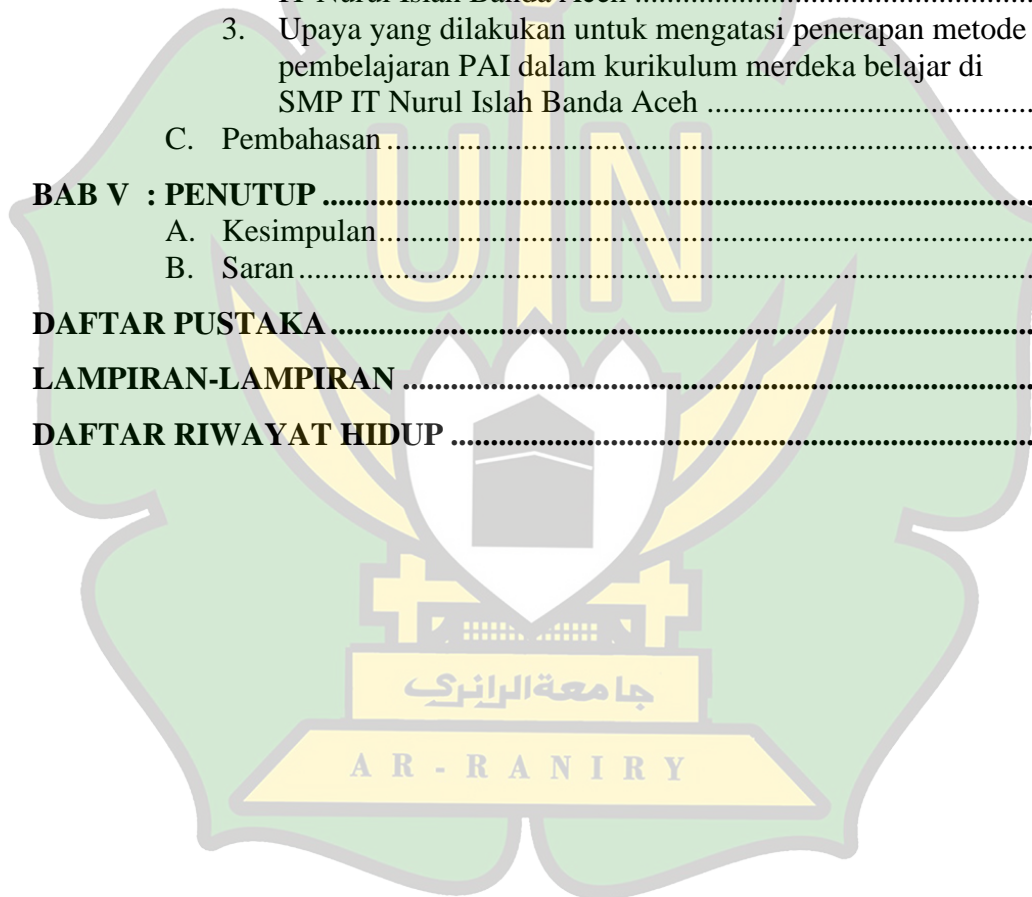 IT Nurul Islah Banda Aceh ............................................................
3. Upaya yang dilakukan untuk mengatasi penerapan metode
pembelajaran PAI dalam kurikulum merdeka belajar di
SMP IT Nurul Islah Banda Aceh ..................................................
C. Pembahasan ....................................................................................
BAB V : PENUTUP ...............................................................................
A. Kesimpulan......................................................................................
B. Saran ................................................................................................
DAFTAR PUSTAKA..............................................................................
LAMPIRAN-LAMPIRAN ......................................................................
DAFTAR RIWAYAT HIDUP ................................................................
UIN
جامعةالرانري
AR - RANIRY